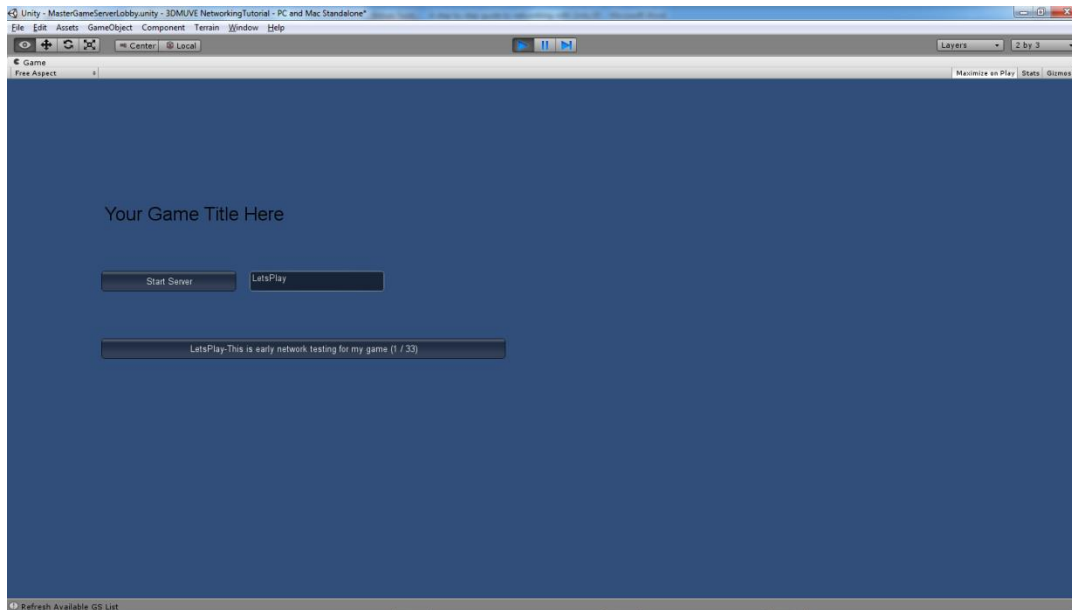 Unity - MasterGameServerLobby.unity - 3DMUVE NetworkingTutorial - PC and Mac Standalone*
File Edit Assets GameObject Component Terrain Window Help
Center Local Layers 2 by 3
Game
Free Aspect Maximize on Play Stats Gizmos
Your Game Title Here
Start Server LetsPlay
LetsPlay-This is early network testing for my game (1 / 33)
Refresh Available GS List